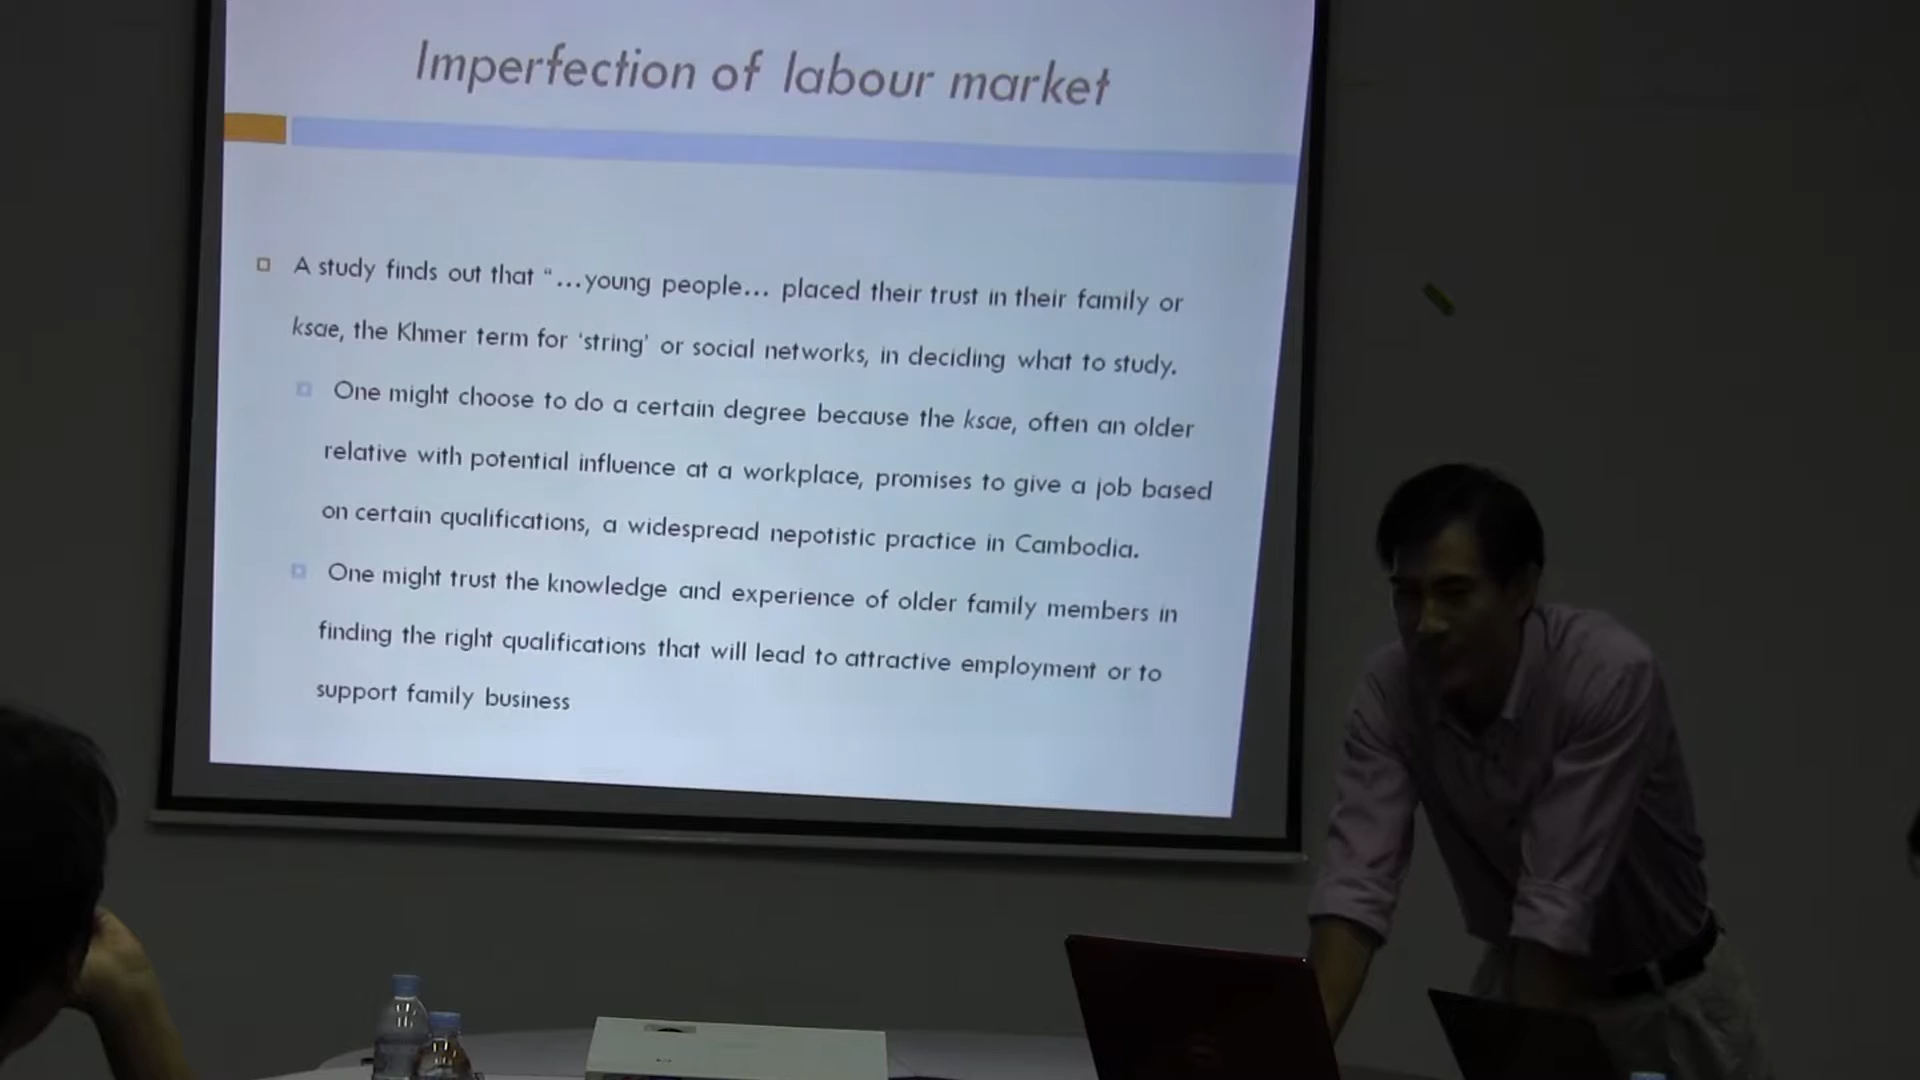 Imperfection of labour market
A study finds out that “...young people... placed their trust in their family or
ksae, the Khmer term for ‘string’ or social networks, in deciding what to study.
One might choose to do a certain degree because the ksae, often an older
relative with potential influence at a workplace, promises to give a job based
on certain qualifications, a widespread nepotistic practice in Cambodia.
One might trust the knowledge and experience of older family members in
finding the right qualifications that will lead to attractive employment or to
support family business